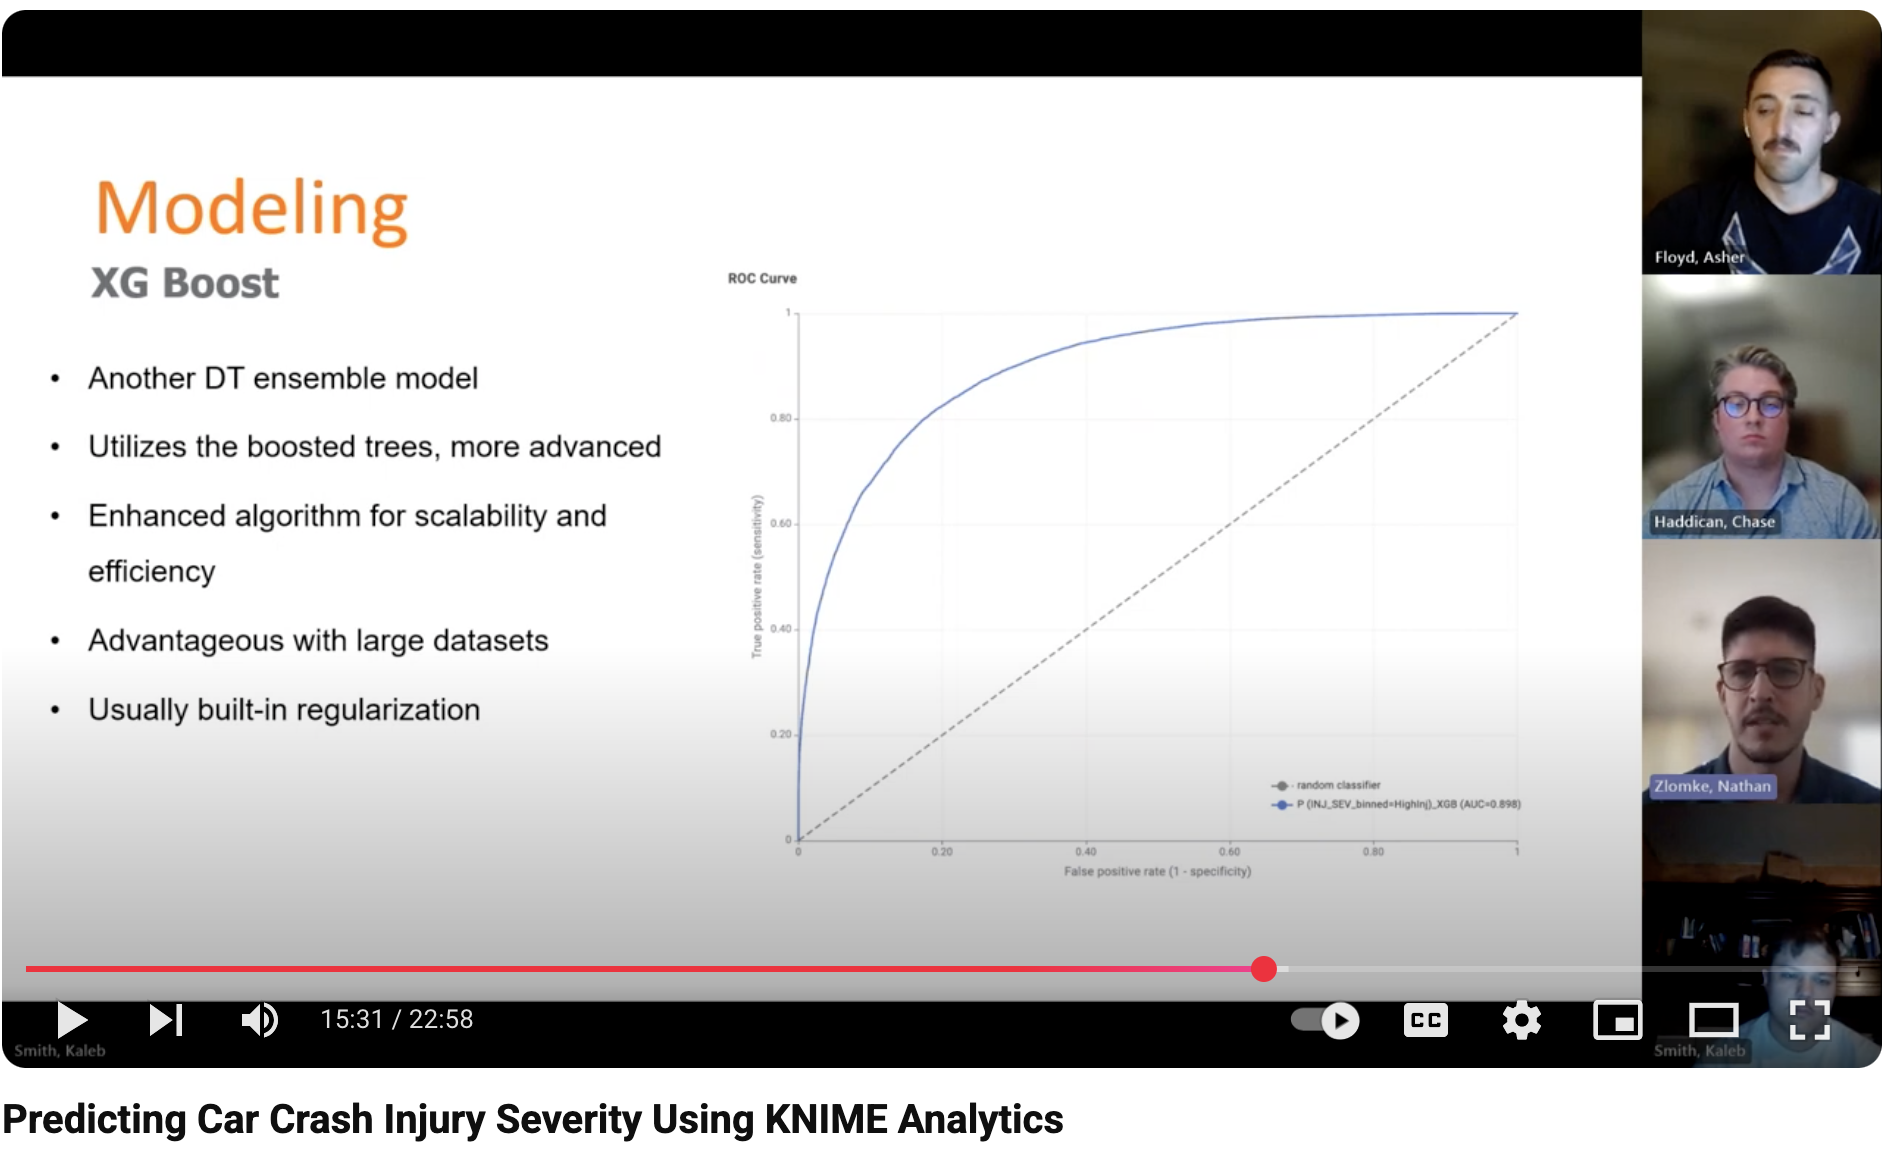 Modeling
XG Boost
• Another DT ensemble model
• Utilizes the boosted trees, more advanced
• Enhanced algorithm for scalability and
efficiency
• Advantageous with large datasets
• Usually built-in regularization
ROC Curve
1
0.80
0.60
0.40
0.20
0
True positive rate (sensitivity)
random classifier
P (INJ_SEV_binned=HighInj)_XGB (AUC=0.898)
0 0.20 0.40 0.60 0.80 1
False positive rate (1 - specificity)
Floyd, Asher
Haddican, Chase
Zlomke, Nathan
Smith, Kaleb
15:31 / 22:58
CC
Smith, Kaleb
Predicting Car Crash Injury Severity Using KNIME Analytics